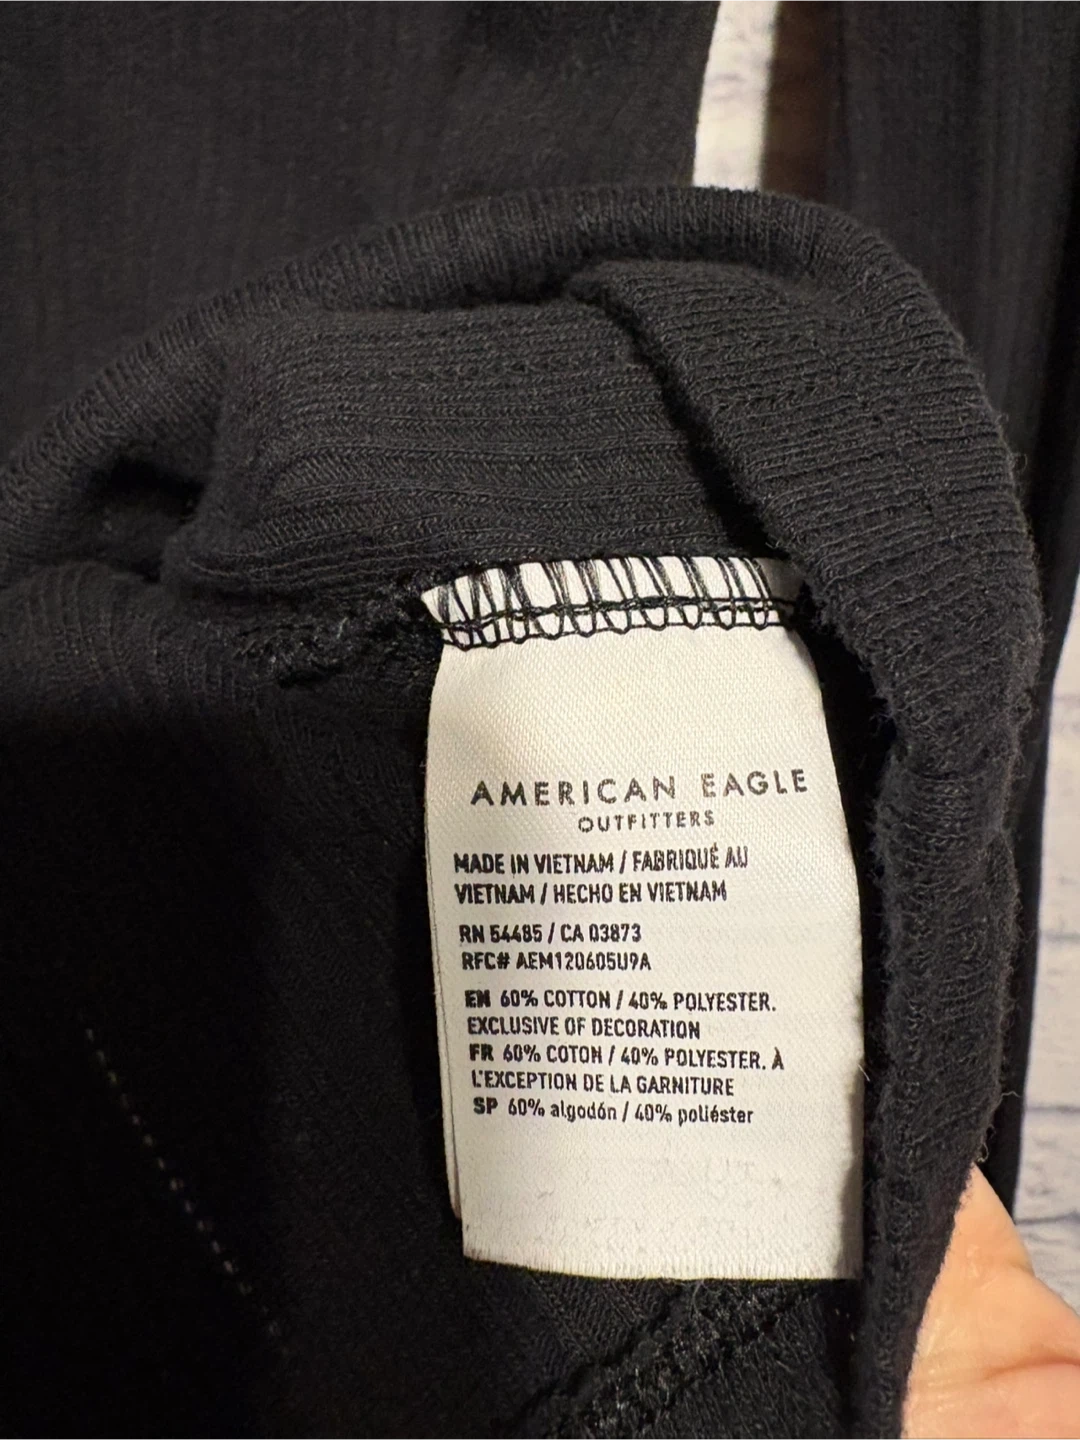 AMERICAN EAGLE
OUTFITTERS
MADE IN VIETNAM / FABRIQUÉ AU
VIETNAM / HECHO EN VIETNAM
RN 54485 / CA 03873
RFC# AEM120605U9A
EN 60% COTTON / 40% POLYESTER.
EXCLUSIVE OF DECORATION
FR 60% COTON / 40% POLYESTER. À
L'EXCEPTION DE LA GARNITURE
SP 60% algodón / 40% poliéster